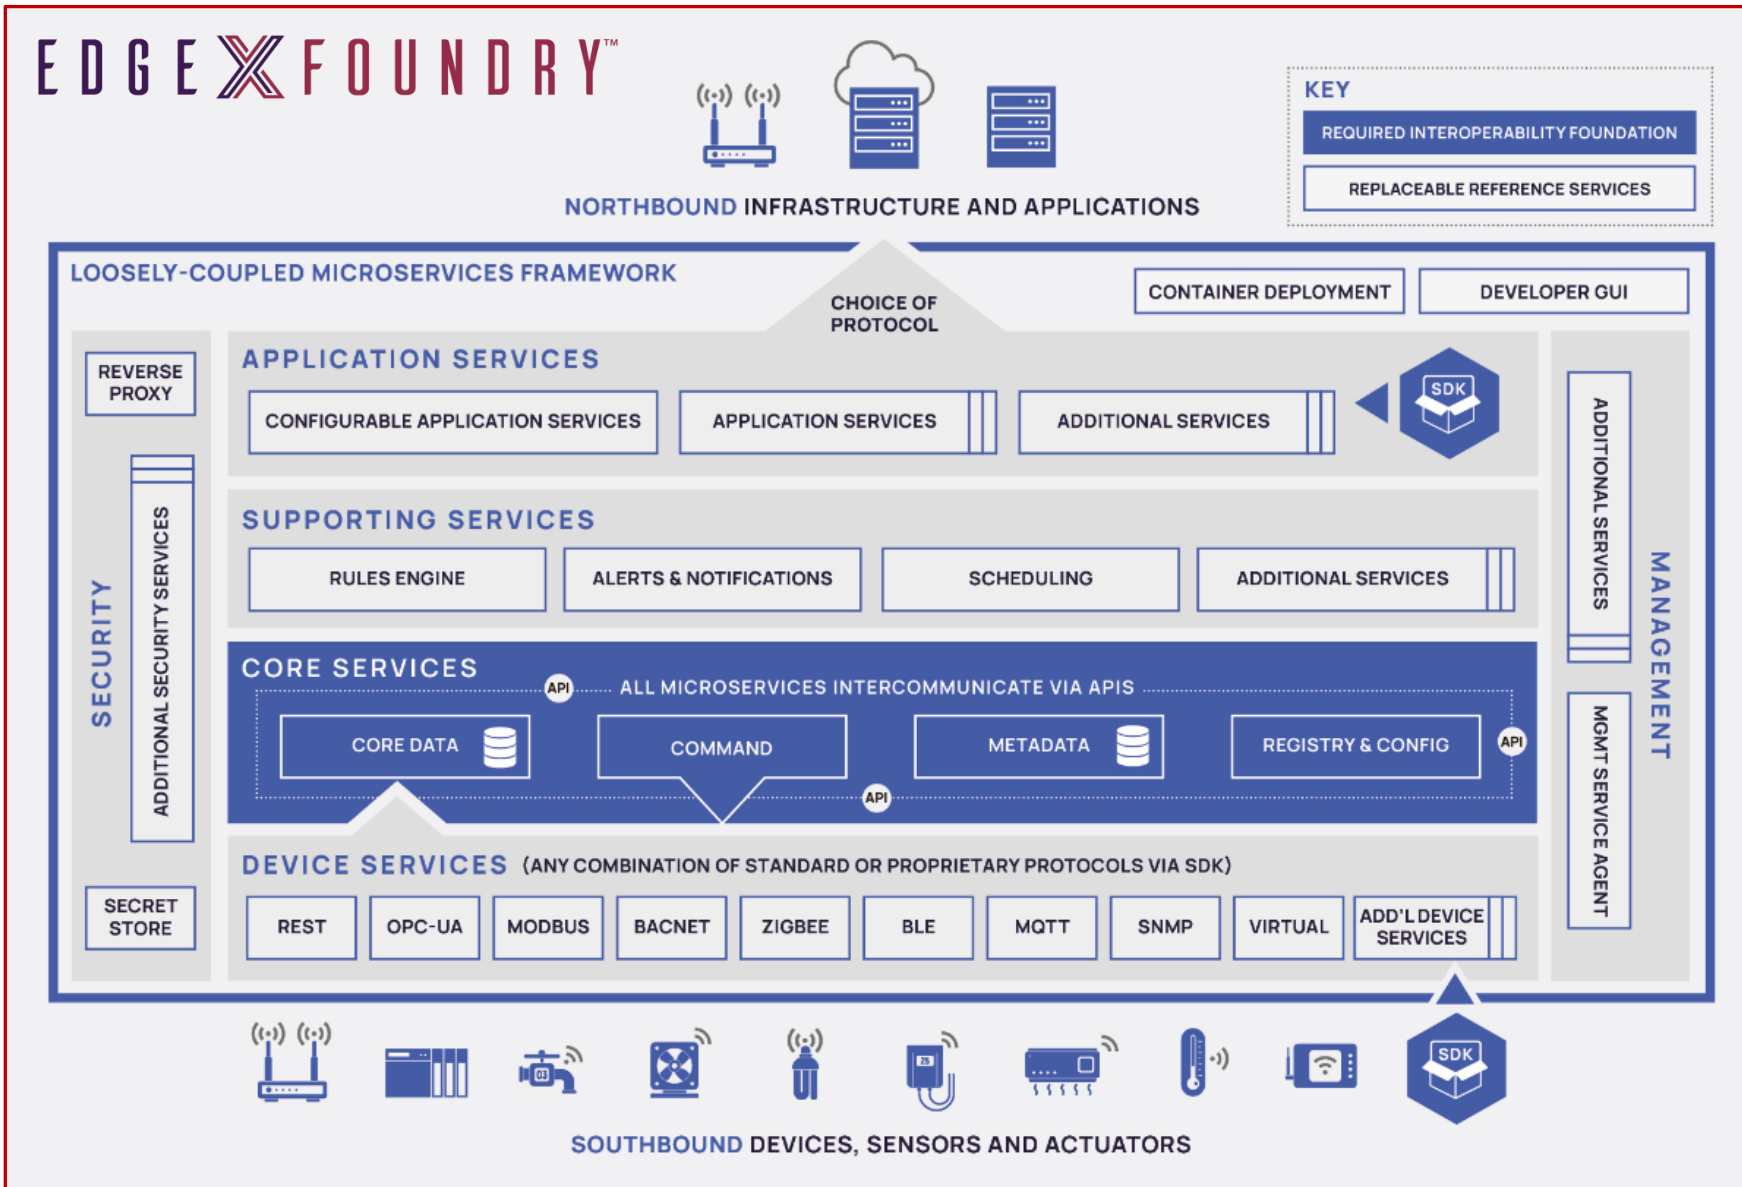 EDGE X FOUNDRY™
KEY
REQUIRED INTEROPERABILITY FOUNDATION
REPLACEABLE REFERENCE SERVICES
NORTHBOUND INFRASTRUCTURE AND APPLICATIONS
LOOSELY-COUPLED MICROSERVICES FRAMEWORK
CHOICE OF
PROTOCOL
CONTAINER DEPLOYMENT
DEVELOPER GUI
REVERSE
PROXY
ADDITIONAL SECURITY SERVICES
SECURITY
SECRET
STORE
APPLICATION SERVICES
CONFIGURABLE APPLICATION SERVICES
APPLICATION SERVICES
ADDITIONAL SERVICES
SDK
SUPPORTING SERVICES
RULES ENGINE
ALERTS & NOTIFICATIONS
SCHEDULING
ADDITIONAL SERVICES
CORE SERVICES
API
ALL MICROSERVICES INTERCOMMUNICATE VIA APIS
CORE DATA
COMMAND
METADATA
REGISTRY & CONFIG
API
API
DEVICE SERVICES (ANY COMBINATION OF STANDARD OR PROPRIETARY PROTOCOLS VIA SDK)
REST
OPC-UA
MODBUS
BACNET
ZIGBEE
BLE
MQTT
SNMP
VIRTUAL
ADD'L DEVICE
SERVICES
ADDITIONAL SERVICES
MANAGEMENT
MGMT SERVICE AGENT
03
25
SDK
SOUTHBOUND DEVICES, SENSORS AND ACTUATORS